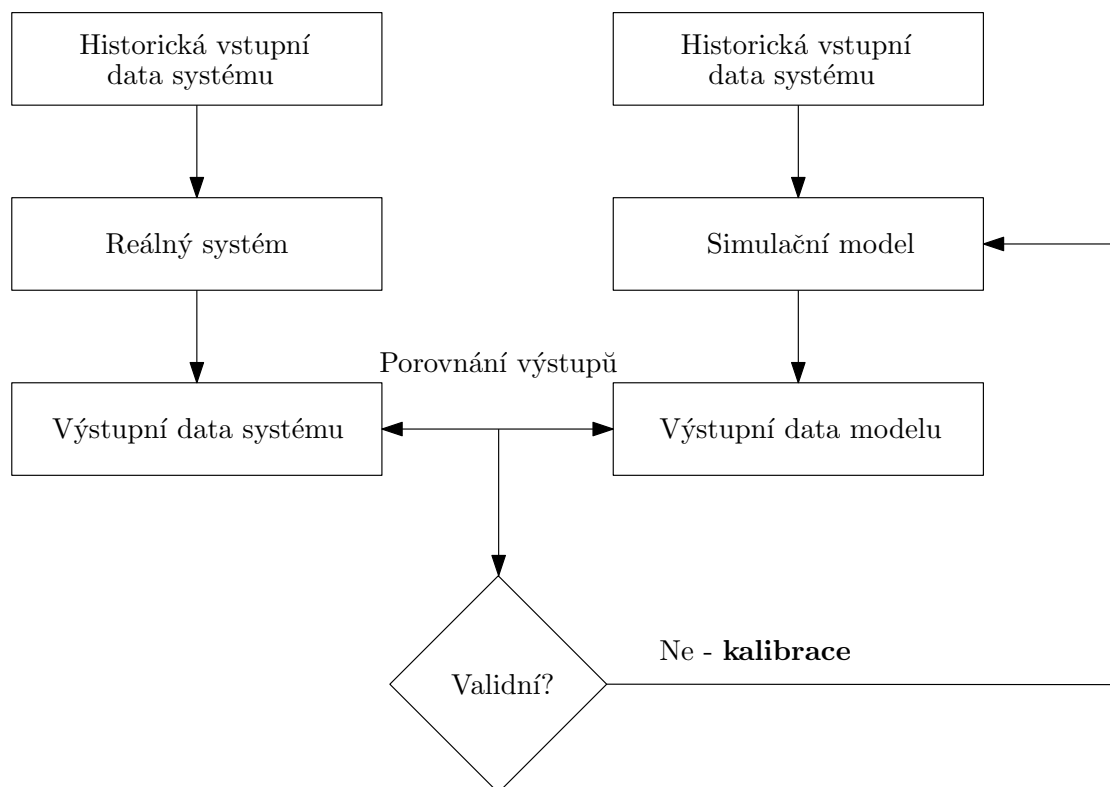 Historická vstupní
data systému
Historická vstupní
data systému
Reálný systém
Simulační model
Porovnání výstupŭ
Výstupní data systému
Výstupní data modelu
Ne - kalibrace
Validní?